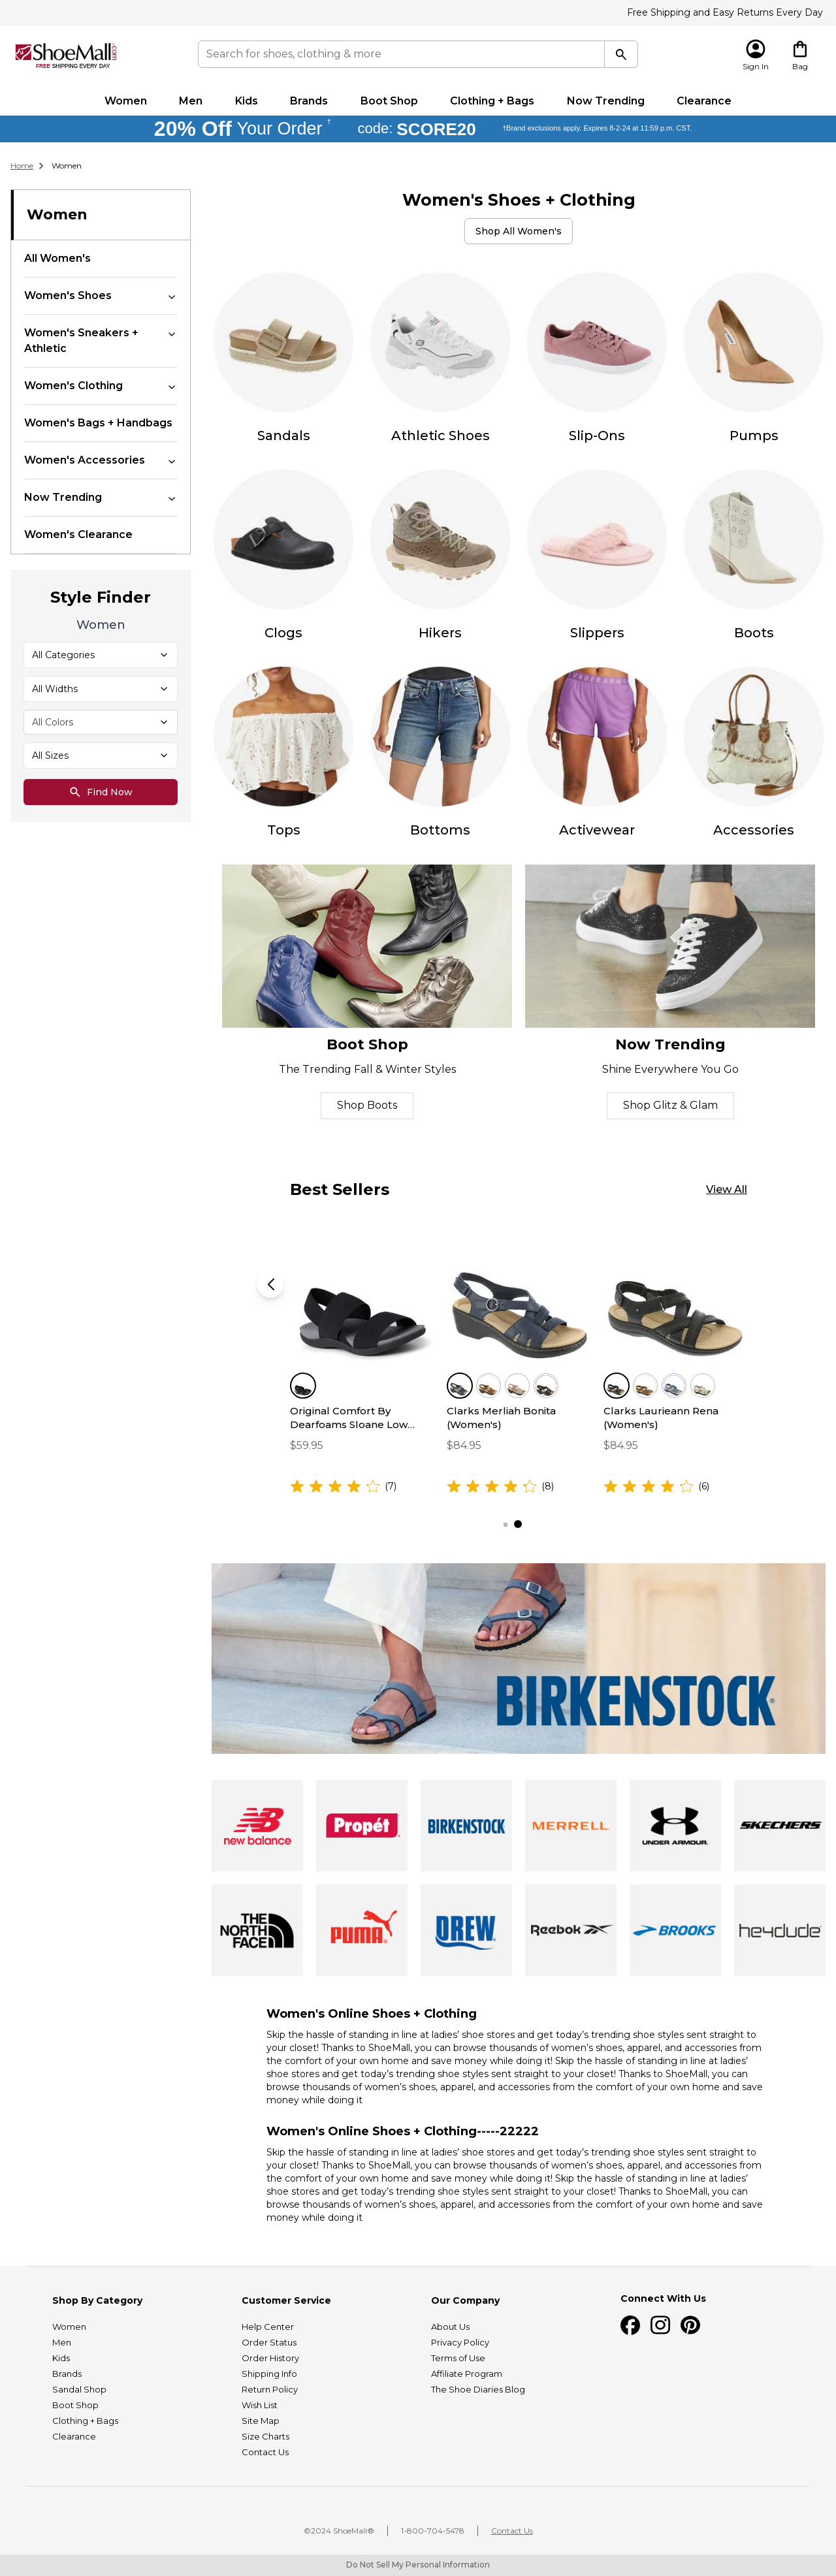 Free Shipping and Easy Returns Every Day
ShoeMall
FREE SHIPPING EVERY DAY
Search for shoes, clothing & more
Sign In
Bag
Women Men Kids Brands Boot Shop Clothing + Bags Now Trending Clearance
20% Off Your Order † code: SCORE20 †Brand exclusions apply. Expires 8-2-24 at 11:59 p.m. CST.
Home Women
Women
All Women's
Women's Shoes
Women's Sneakers +
Athletic
Women's Clothing
Women's Bags + Handbags
Women's Accessories
Now Trending
Women's Clearance
Style Finder
Women
All Categories
All Widths
All Colors
All Sizes
Find Now
Women's Shoes + Clothing
Shop All Women's
Sandals Athletic Shoes Slip-Ons Pumps
Clogs Hikers Slippers Boots
UNDER ARMOUR
Tops Bottoms Activewear Accessories
Boot Shop
The Trending Fall & Winter Styles
Shop Boots
Now Trending
Shine Everywhere You Go
Shop Glitz & Glam
Best Sellers
View All
Original Comfort By
Dearfoams Sloane Low...
$59.95
(7)
Clarks Merliah Bonita
(Women's)
$84.95
(8)
Clarks Laurieann Rena
(Women's)
$84.95
(6)
BIRKENSTOCK®
new balance
Propét
BIRKENSTOCK
MERRELL
UNDER ARMOUR
SKECHERS
THE
NORTH
FACE
PUMA
DREW
Reebok
BROOKS
heydude
Women's Online Shoes + Clothing
Skip the hassle of standing in line at ladies’ shoe stores and get today’s trending shoe styles sent straight to
your closet! Thanks to ShoeMall, you can browse thousands of women’s shoes, apparel, and accessories from
the comfort of your own home and save money while doing it! Skip the hassle of standing in line at ladies’
shoe stores and get today’s trending shoe styles sent straight to your closet! Thanks to ShoeMall, you can
browse thousands of women’s shoes, apparel, and accessories from the comfort of your own home and save
money while doing it
Women's Online Shoes + Clothing-----22222
Skip the hassle of standing in line at ladies’ shoe stores and get today’s trending shoe styles sent straight to
your closet! Thanks to ShoeMall, you can browse thousands of women’s shoes, apparel, and accessories from
the comfort of your own home and save money while doing it! Skip the hassle of standing in line at ladies’
shoe stores and get today’s trending shoe styles sent straight to your closet! Thanks to ShoeMall, you can
browse thousands of women’s shoes, apparel, and accessories from the comfort of your own home and save
money while doing it
Shop By Category
Women
Men
Kids
Brands
Sandal Shop
Boot Shop
Clothing + Bags
Clearance
Customer Service
Help Center
Order Status
Order History
Shipping Info
Return Policy
Wish List
Site Map
Size Charts
Contact Us
Our Company
About Us
Privacy Policy
Terms of Use
Affiliate Program
The Shoe Diaries Blog
Connect With Us
©2024 ShoeMall® 1-800-704-5478 Contact Us
Do Not Sell My Personal Information